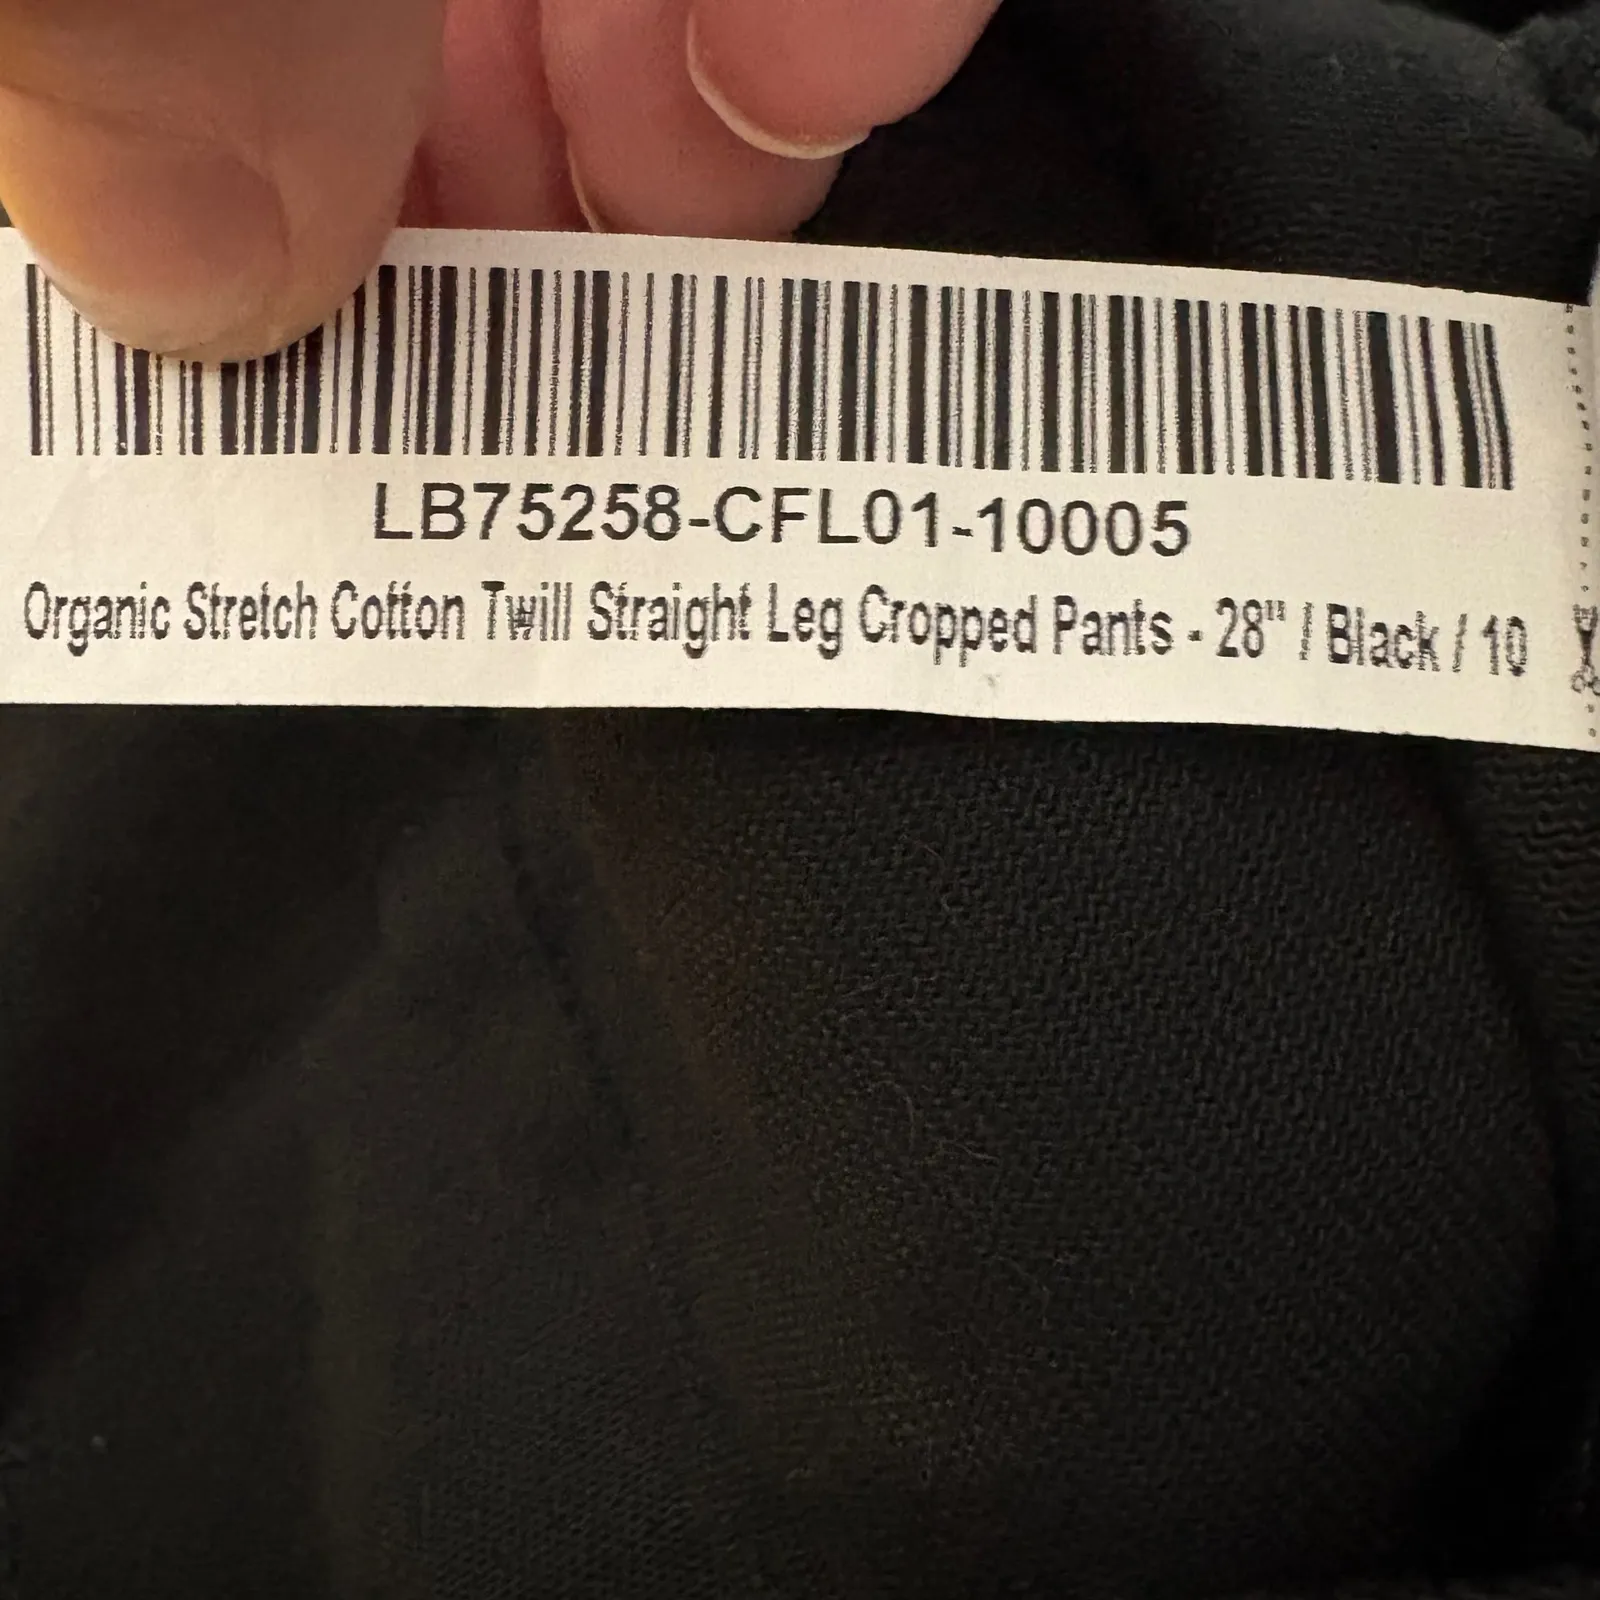 LB75258-CFL01-10005
Organic Stretch Cotton Twill Straight Leg Cropped Pants - 28" / Black / 10